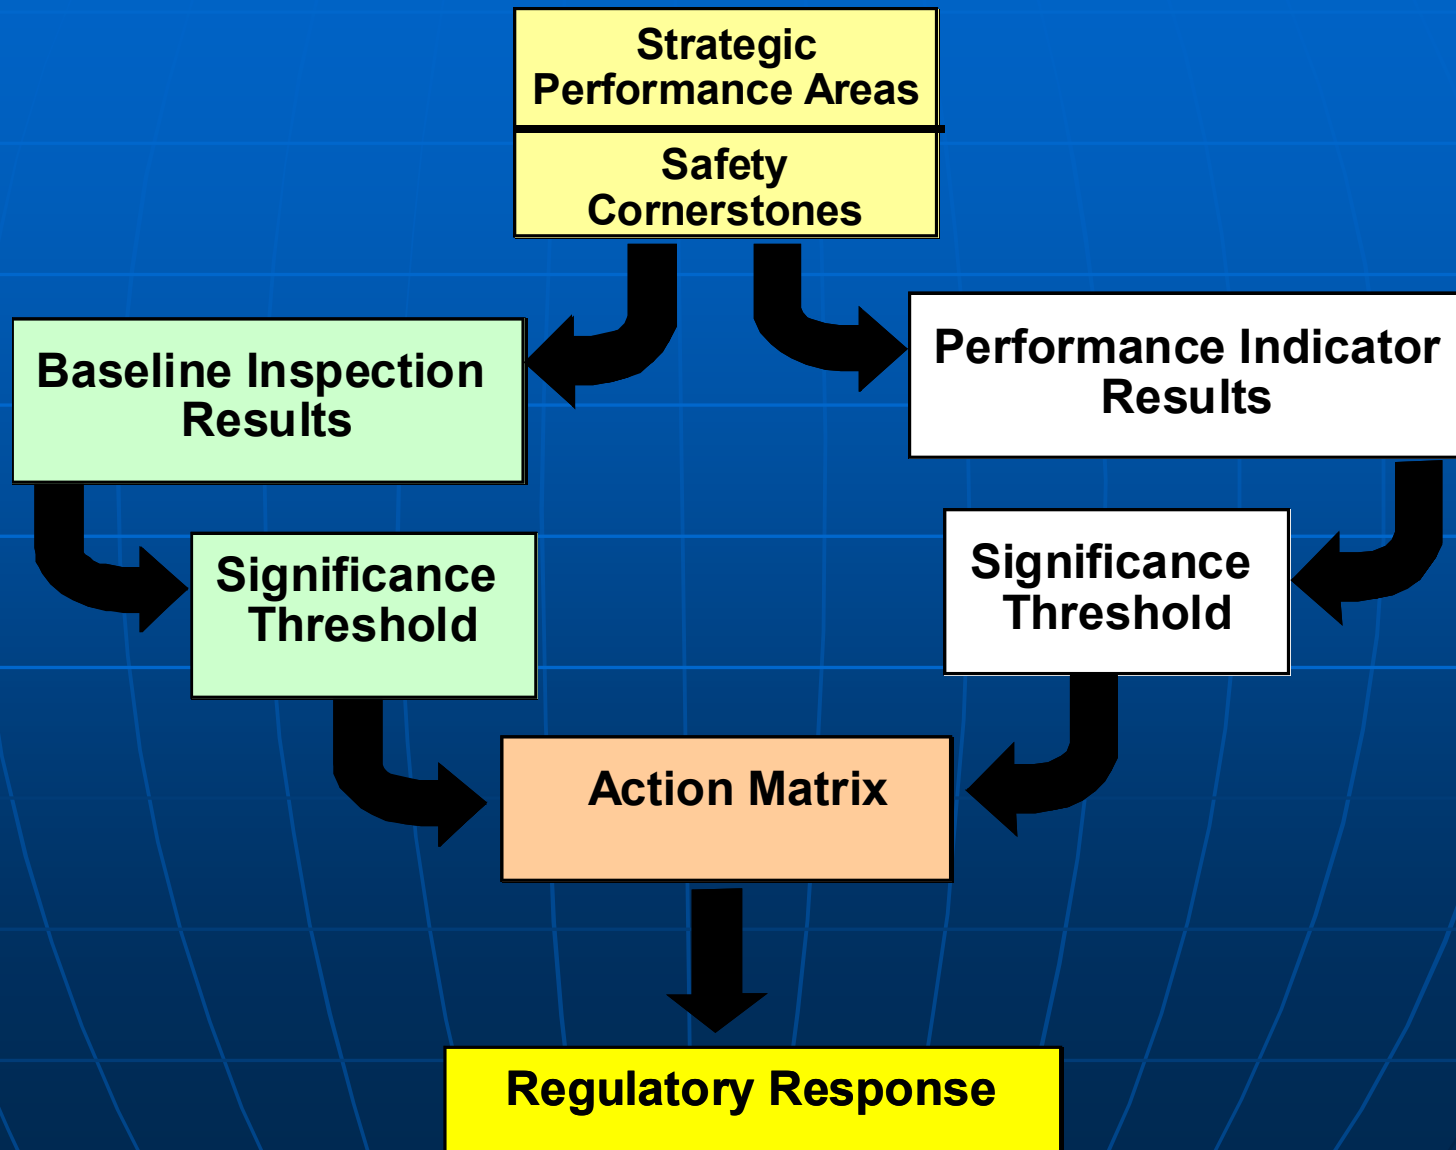 Strategic
Performance Areas
Safety
Cornerstones
Baseline Inspection
Results
Performance Indicator
Results
Significance
Threshold
Significance
Threshold
Action Matrix
Regulatory Response